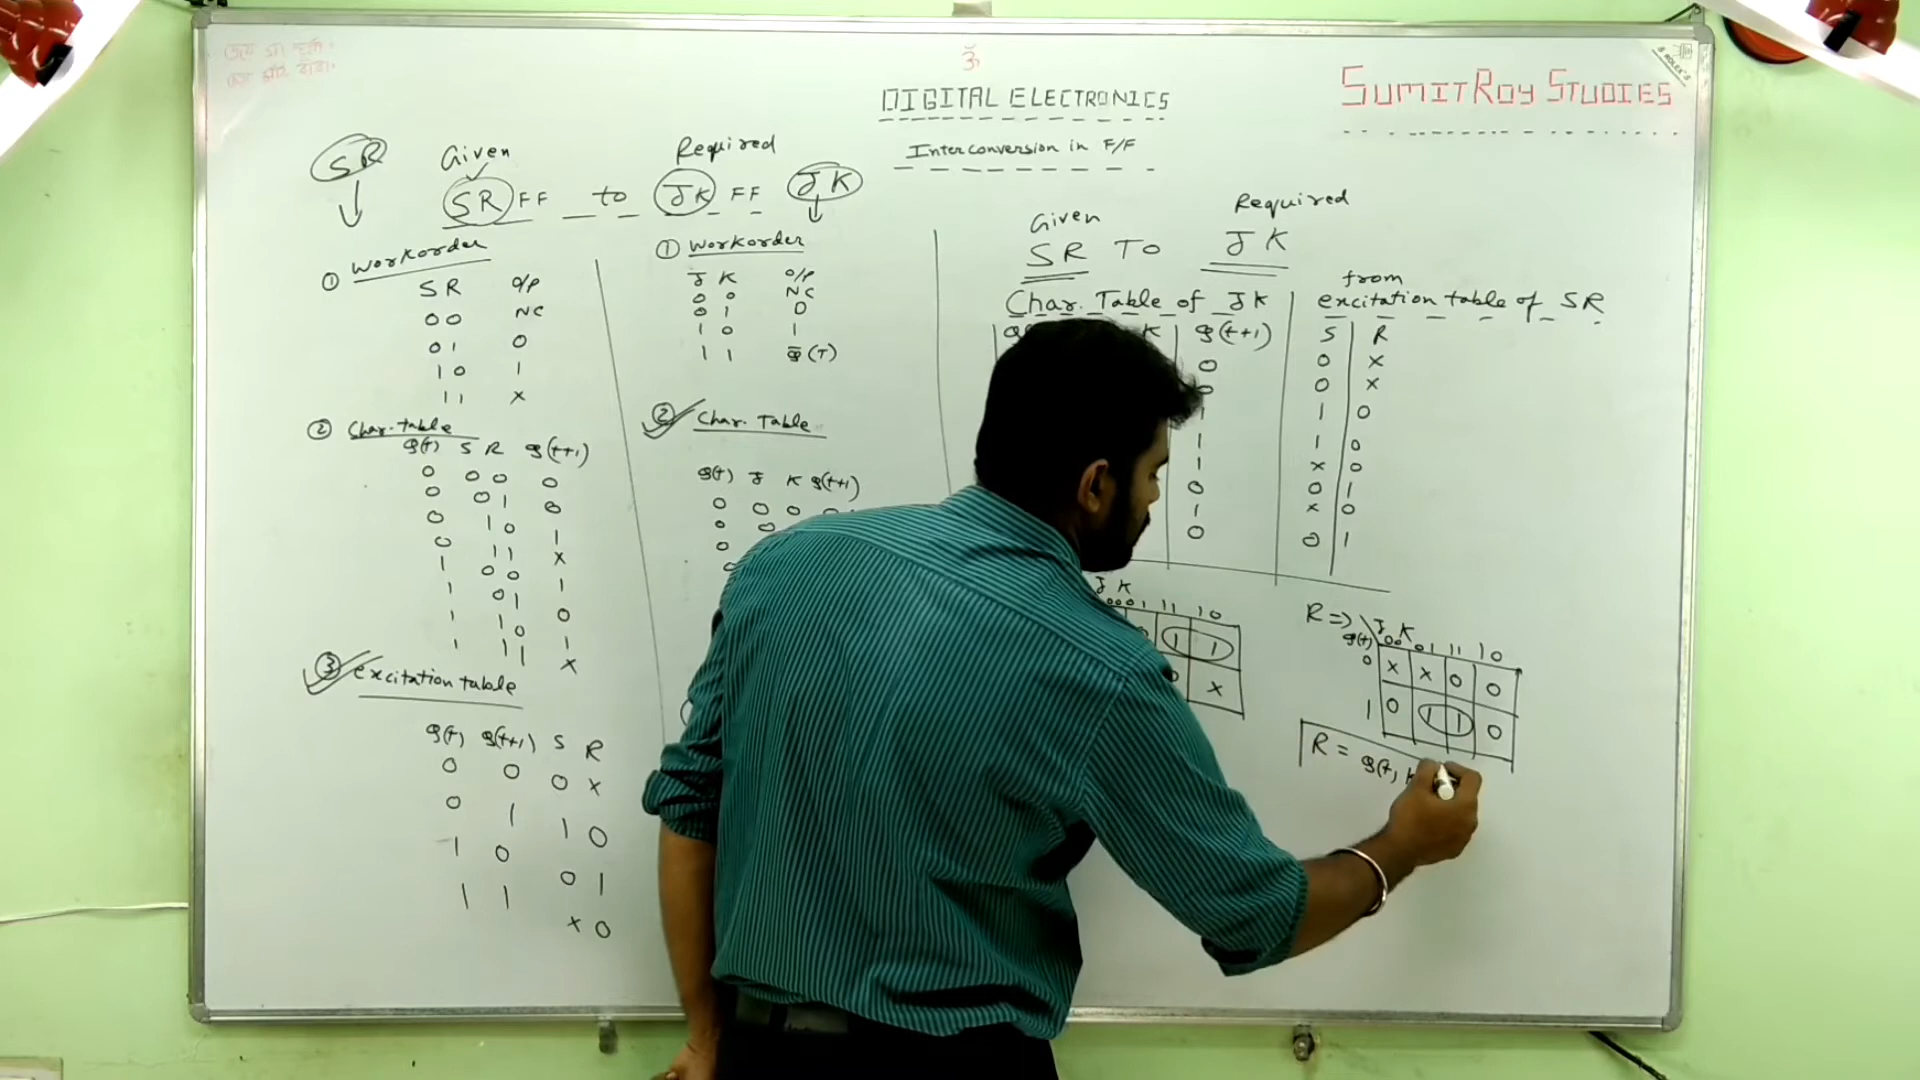 জয় মা দূর্গা।
ॐ
DIGITAL ELECTRONICS
SUMIT ROY STUDIES
Interconversion in F/F
SR
Given
Required
SR FF to JK FF
JK
① Workorder
S R O/P
0 0 NC
0 1 0
1 0 1
1 1 x
② Char. table
Q(t) S R Q(t+1)
0 0 0 0
0 0 1 0
0 1 0 1
0 1 1 x
1 0 0 1
1 0 1 0
1 1 0 1
1 1 1 x
③ excitation table
Q(t) Q(t+1) S R
0 0 0 x
0 1 1 0
1 0 0 1
1 1 x 0
① Workorder
J K O/P
0 0 NC
0 1 0
1 0 1
1 1 Q̅(T)
② Char. Table
Q(t) J K Q(t+1)
0 0 0 0
0 0
0
0
Given
Required
SR TO JK
Char. Table of JK
from
excitation table of SR
K Q(t+1) S R
0 0 x
0 0 x
1 1 0
1 1 0
1 x 0
0 0 1
1 x 0
0 0 1
J K
00 01 11 10
0 1 1
0 x
R =>
Q(t) J K
00 01 11 10
0 x x 0 0
1 0 1 1 0
R = Q(t), K